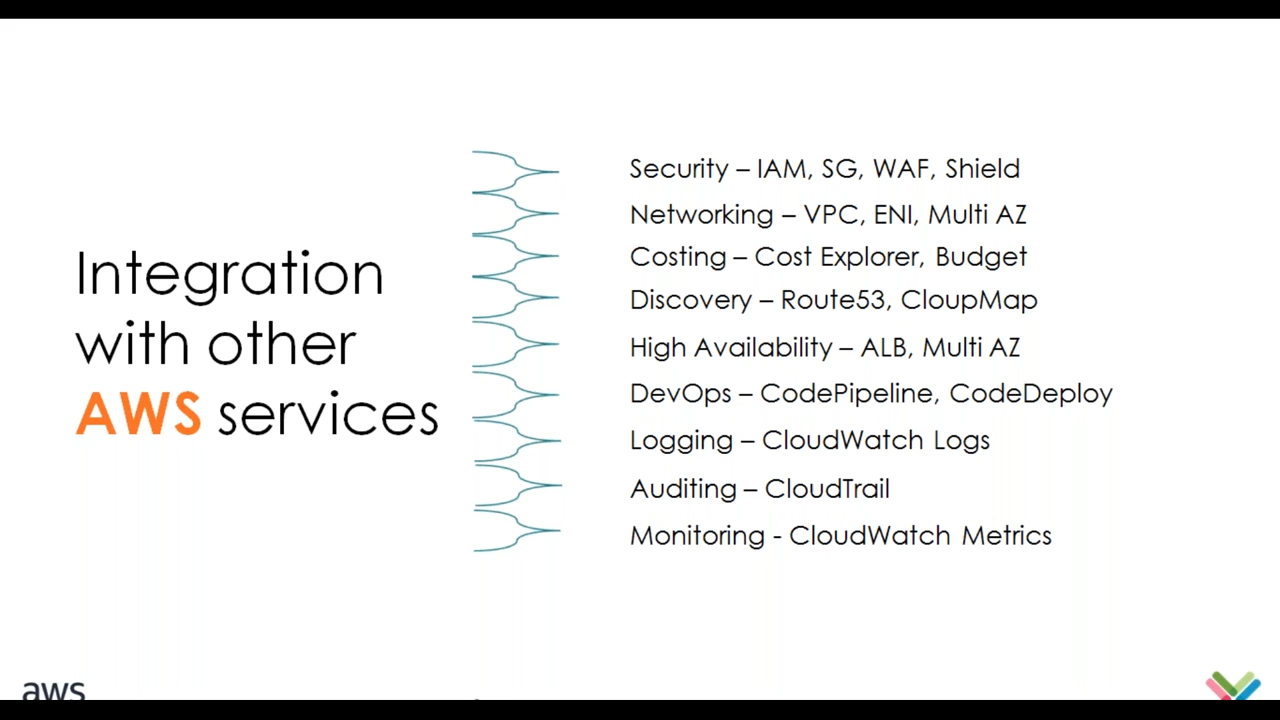 Integration
with other
AWS services
Security – IAM, SG, WAF, Shield
Networking – VPC, ENI, Multi AZ
Costing – Cost Explorer, Budget
Discovery – Route53, CloupMap
High Availability – ALB, Multi AZ
DevOps – CodePipeline, CodeDeploy
Logging – CloudWatch Logs
Auditing – CloudTrail
Monitoring - CloudWatch Metrics
aws